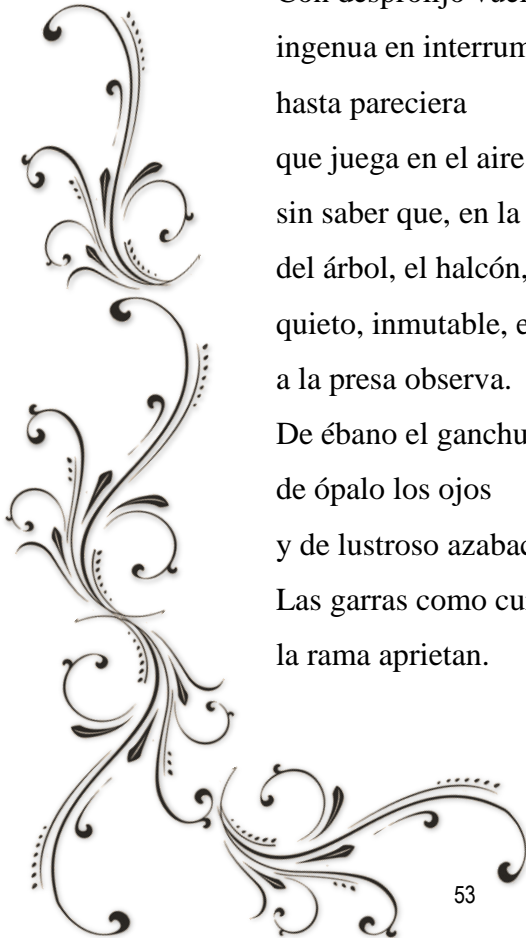 ingenua en
hasta pareciera
que juega en el aire
sin saber que, en la
del árbol, el halcón,
quieto, inmutable,
a la presa observa.
De ébano el
de ópalo los ojos
y de lustroso
Las garras como
la rama aprietan.
53